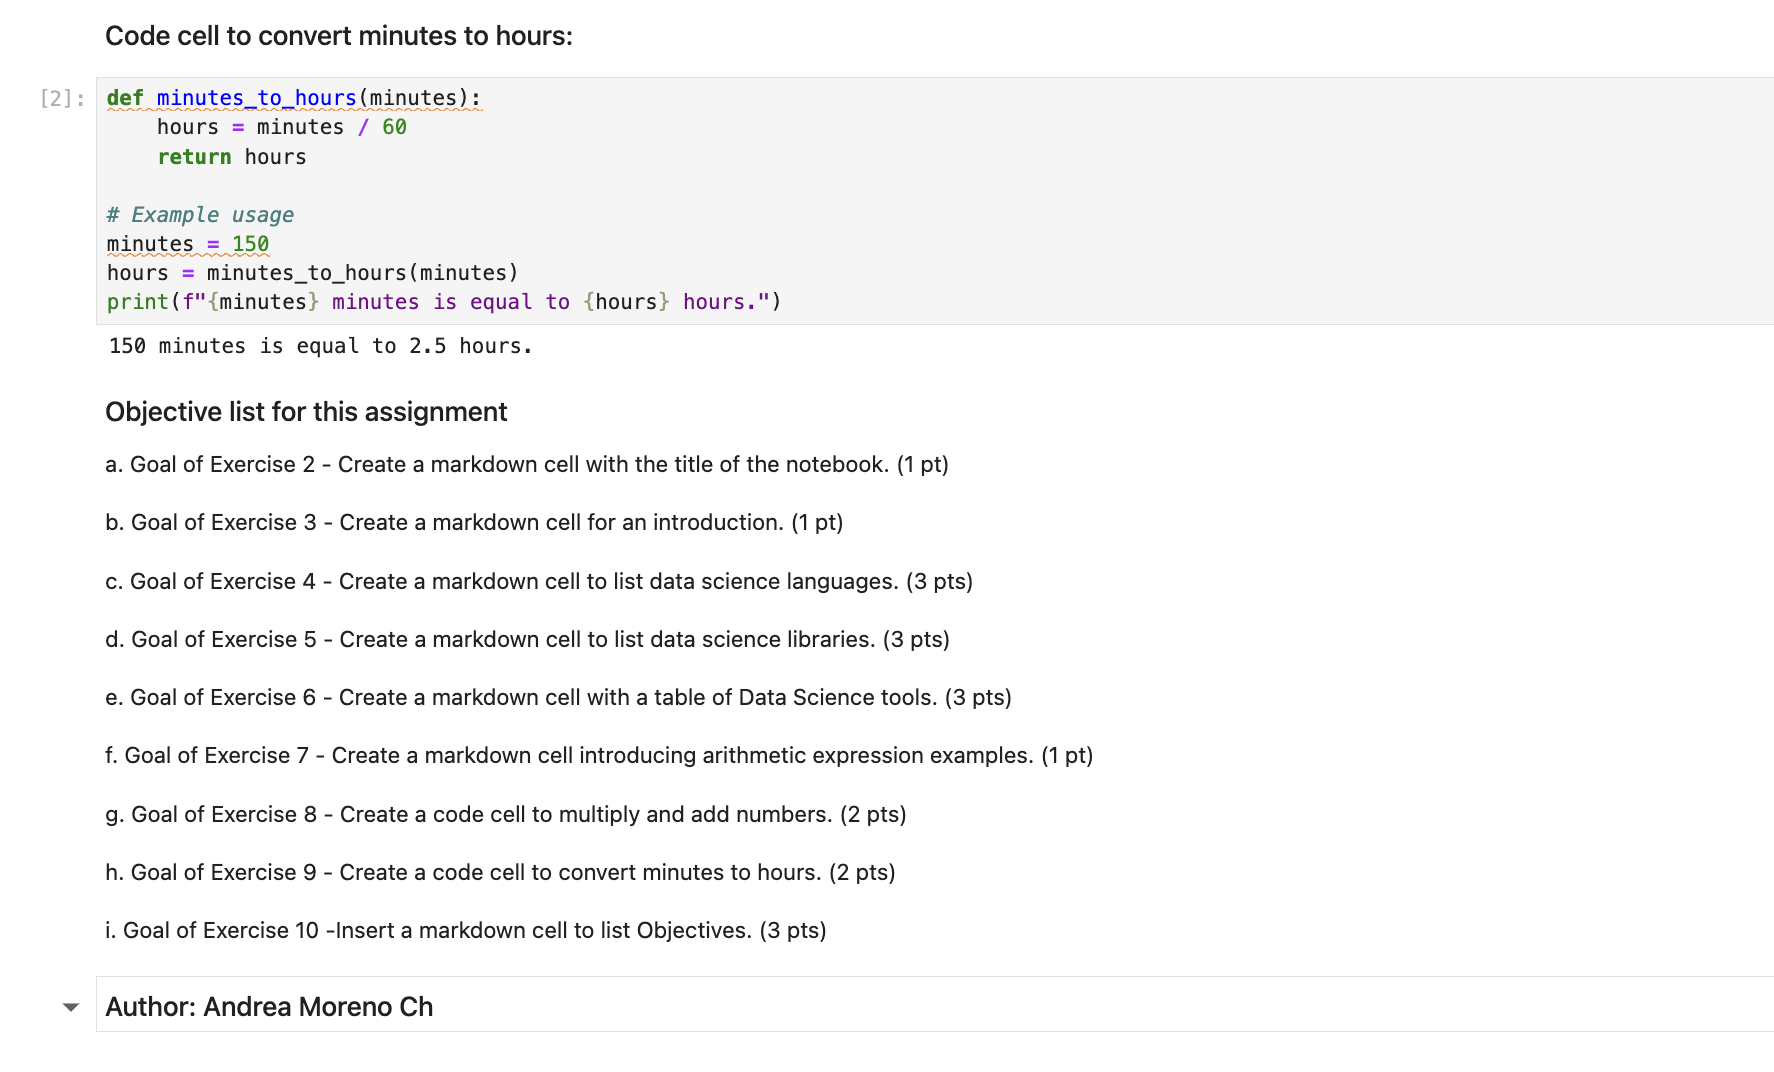 Code cell to convert minutes to hours:
[2]:
def minutes_to_hours(minutes):
    hours = minutes / 60
    return hours

# Example usage
minutes = 150
hours = minutes_to_hours(minutes)
print(f"{minutes} minutes is equal to {hours} hours.")
150 minutes is equal to 2.5 hours.
Objective list for this assignment
a. Goal of Exercise 2 - Create a markdown cell with the title of the notebook. (1 pt)
b. Goal of Exercise 3 - Create a markdown cell for an introduction. (1 pt)
c. Goal of Exercise 4 - Create a markdown cell to list data science languages. (3 pts)
d. Goal of Exercise 5 - Create a markdown cell to list data science libraries. (3 pts)
e. Goal of Exercise 6 - Create a markdown cell with a table of Data Science tools. (3 pts)
f. Goal of Exercise 7 - Create a markdown cell introducing arithmetic expression examples. (1 pt)
g. Goal of Exercise 8 - Create a code cell to multiply and add numbers. (2 pts)
h. Goal of Exercise 9 - Create a code cell to convert minutes to hours. (2 pts)
i. Goal of Exercise 10 -Insert a markdown cell to list Objectives. (3 pts)
Author: Andrea Moreno Ch